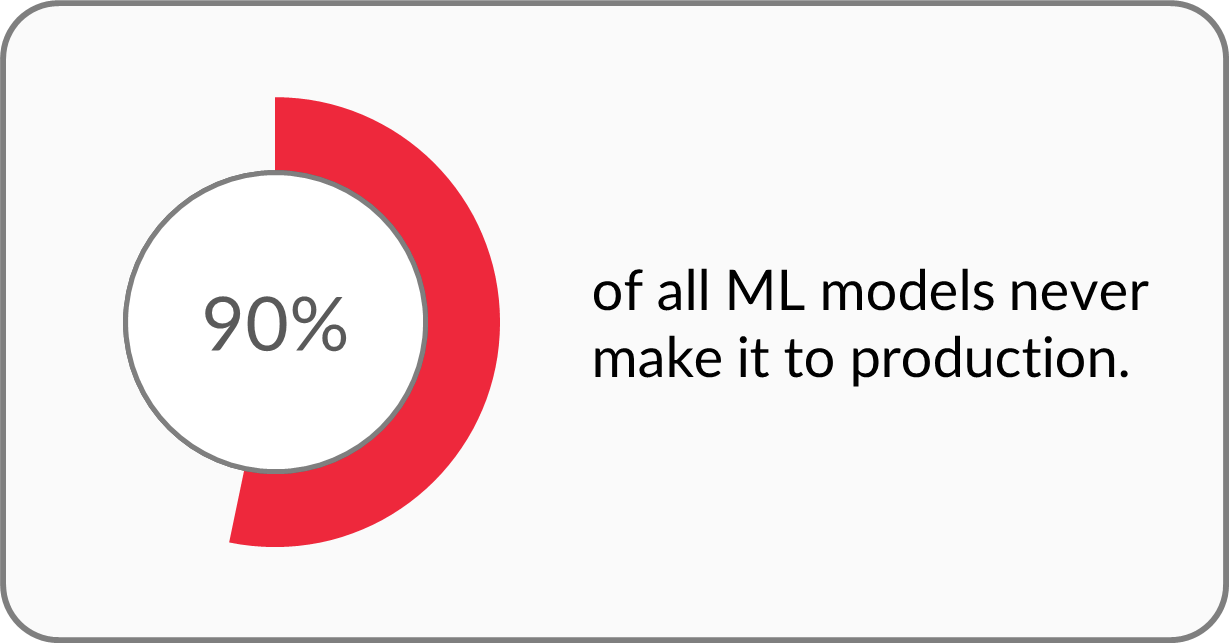 90%
of all ML models never
make it to production.